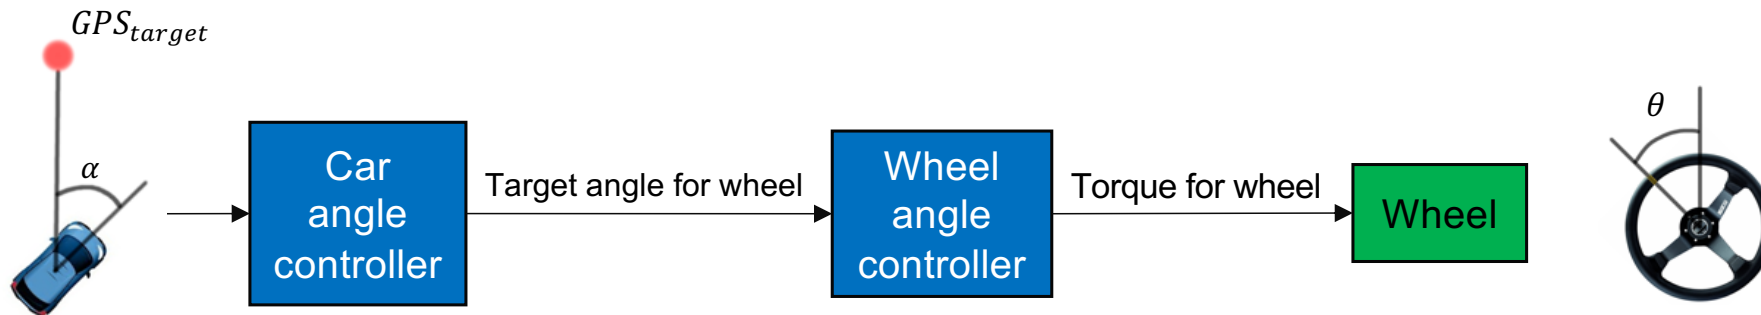 GPS_target
α
Car
angle
controller
Target angle for wheel
Wheel
angle
controller
Torque for wheel
Wheel
θ